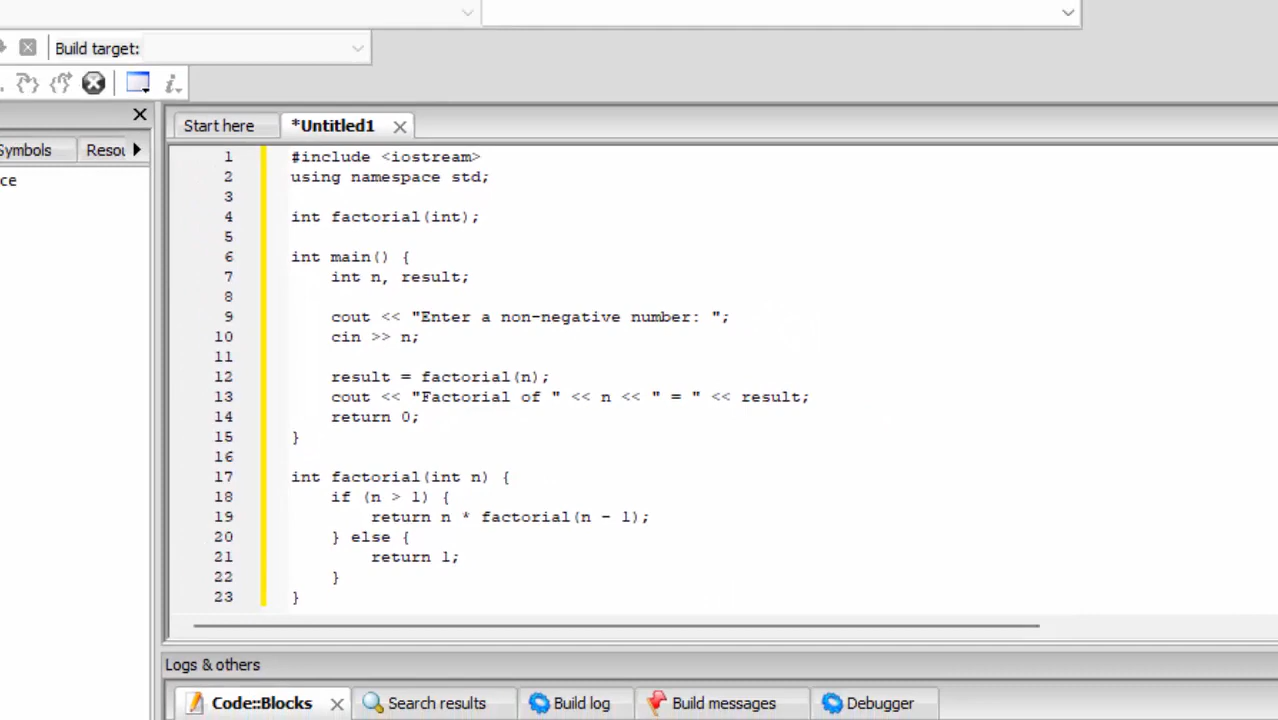 Build target:
Start here
*Untitled1
Symbols
Resou
ce
1 #include <iostream>
2 using namespace std;
3
4 int factorial(int);
5
6 int main() {
7 int n, result;
8
9 cout << "Enter a non-negative number: ";
10 cin >> n;
11
12 result = factorial(n);
13 cout << "Factorial of " << n << " = " << result;
14 return 0;
15 }
16
17 int factorial(int n) {
18 if (n > 1) {
19 return n * factorial(n - 1);
20 } else {
21 return 1;
22 }
23 }
Logs & others
Code::Blocks
Search results
Build log
Build messages
Debugger